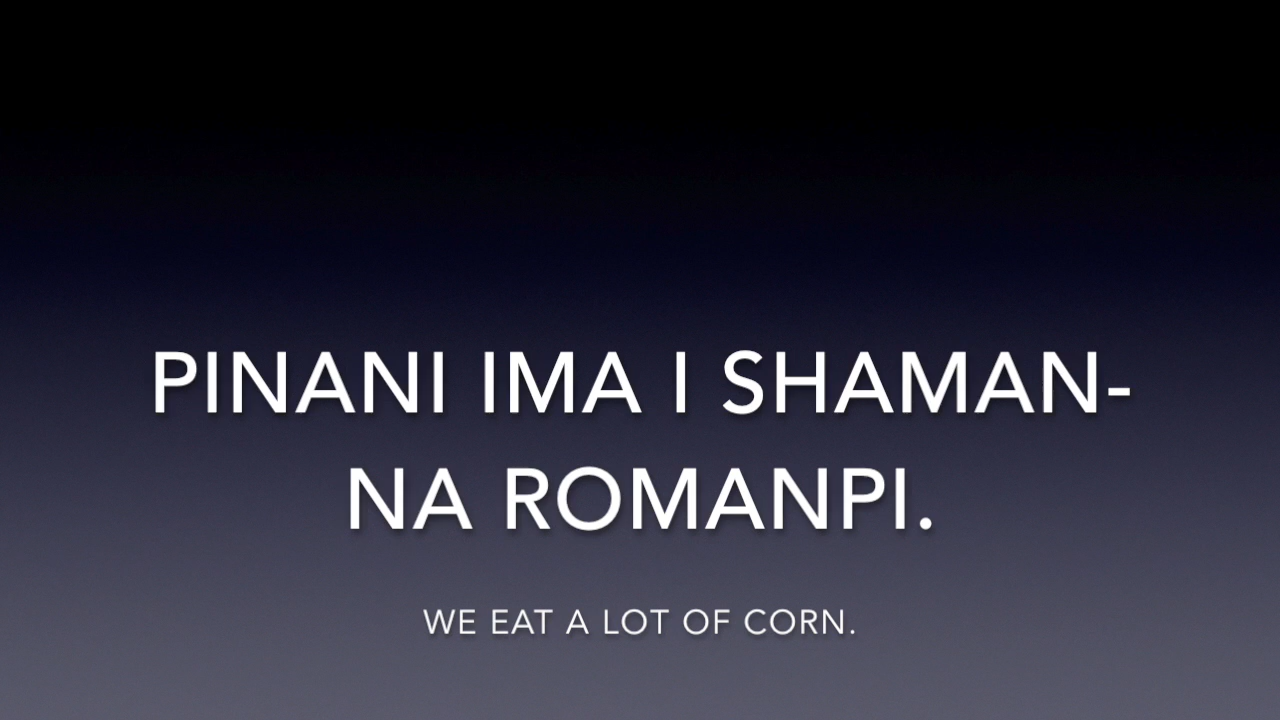 PINANI IMA I SHAMAN-
NA ROMANPI.
WE EAT A LOT OF CORN.